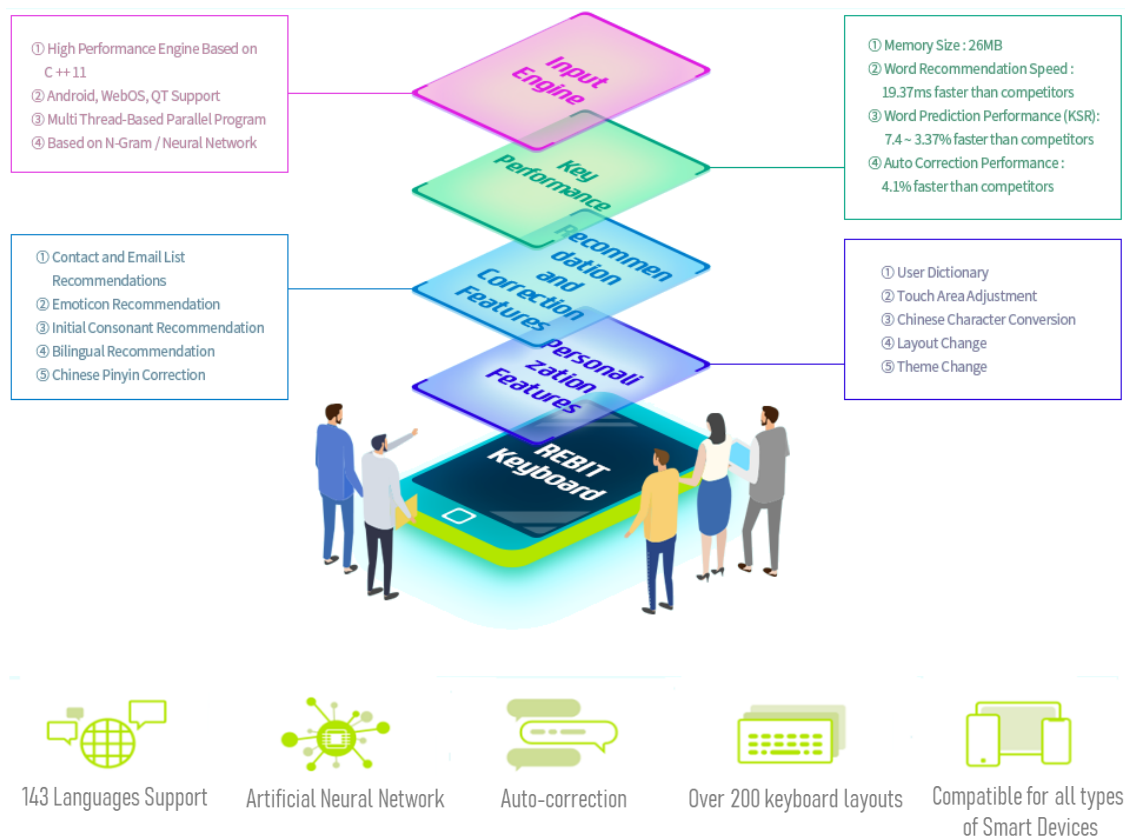 ① High Performance Engine Based on
C ++ 11
② Android, WebOS, QT Support
③ Multi Thread-Based Parallel Program
④ Based on N-Gram / Neural Network
Input
Engine
① Memory Size : 26MB
② Word Recommendation Speed :
19.37ms faster than competitors
③ Word Prediction Performance (KSR):
7.4 ~ 3.37% faster than competitors
④ Auto Correction Performance :
4.1% faster than competitors
Key
Performance
① Contact and Email List
Recommendations
② Emoticon Recommendation
③ Initial Consonant Recommendation
④ Bilingual Recommendation
⑤ Chinese Pinyin Correction
Recommen
dation
and
Correction
Features
① User Dictionary
② Touch Area Adjustment
③ Chinese Character Conversion
④ Layout Change
⑤ Theme Change
Personali
zation
Features
REBIT
Keyboard
143 Languages Support
Artificial Neural Network
Auto-correction
Over 200 keyboard layouts
Compatible for all types
of Smart Devices